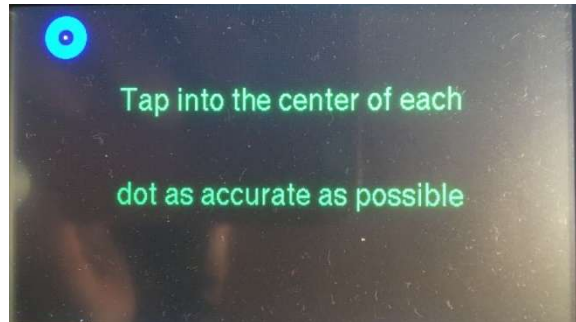 Tap into the center of each
dot as accurate as possible